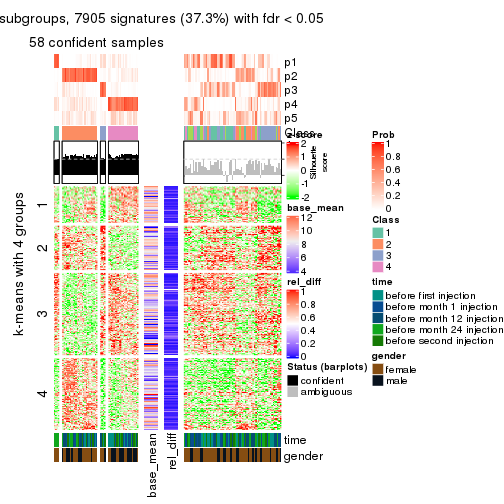 subgroups, 7905 signatures (37.3%) with fdr < 0.05
58 confident samples
p1
p2
p3
p4
p5
Class
z-score
2
1
0
-1
-2
Silhouette
score
Prob
1
0.8
0.6
0.4
0.2
0
base_mean
12
10
8
6
4
Class
1
2
3
4
rel_diff
1
0.8
0.6
0.4
0.2
0
time
before first injection
before month 1 injection
before month 12 injection
before month 24 injection
before second injection
Status (barplots)
confident
ambiguous
gender
female
male
k-means with 4 groups
1
2
3
4
time
gender
base_mean
rel_diff